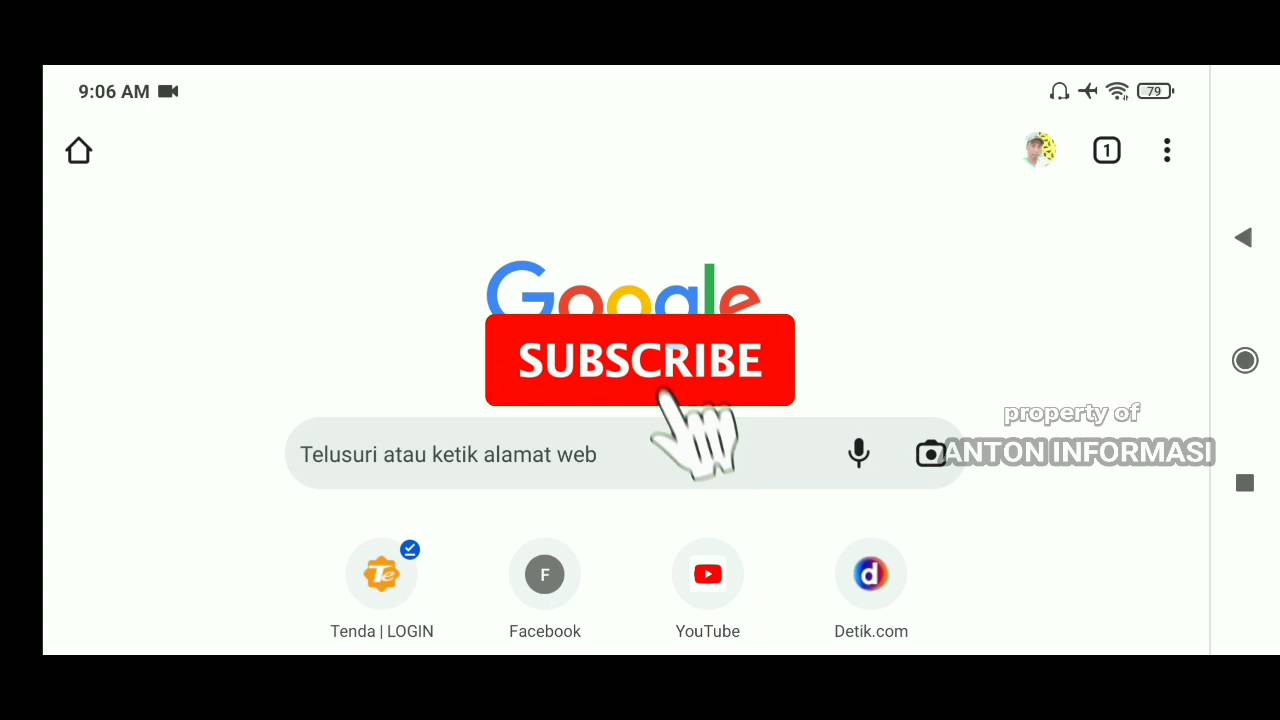 9:06 AM
79
1
Google
SUBSCRIBE
property of
Telusuri atau ketik alamat web
ANTON INFORMASI
Te
F
d
Tenda | LOGIN
Facebook
YouTube
Detik.com